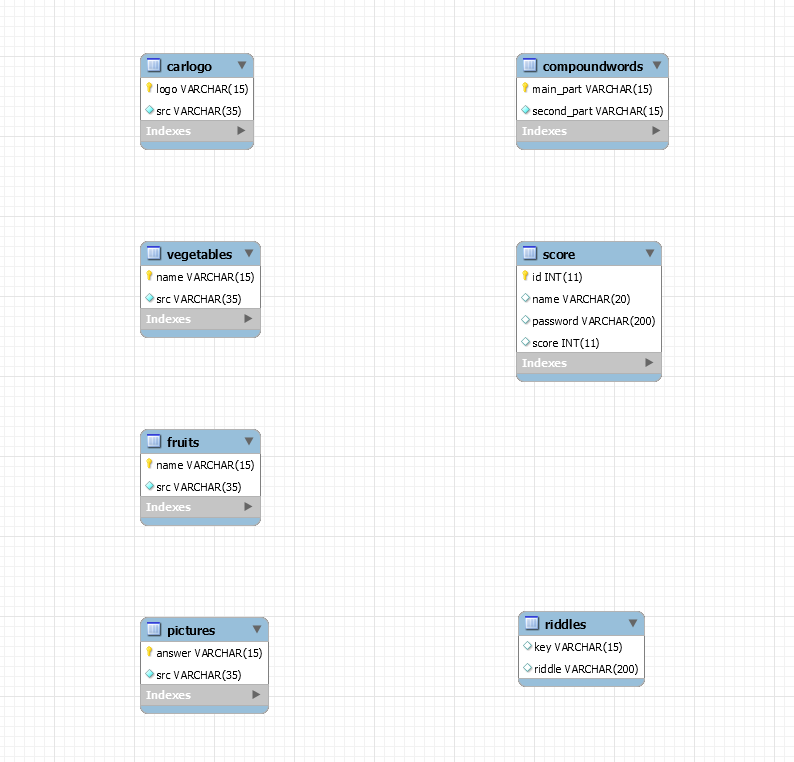 carlogo
logo VARCHAR(15)
src VARCHAR(35)
Indexes
compoundwords
main_part VARCHAR(15)
second_part VARCHAR(15)
Indexes
vegetables
name VARCHAR(15)
src VARCHAR(35)
Indexes
score
id INT(11)
name VARCHAR(20)
password VARCHAR(200)
score INT(11)
Indexes
fruits
name VARCHAR(15)
src VARCHAR(35)
Indexes
pictures
answer VARCHAR(15)
src VARCHAR(35)
Indexes
riddles
key VARCHAR(15)
riddle VARCHAR(200)